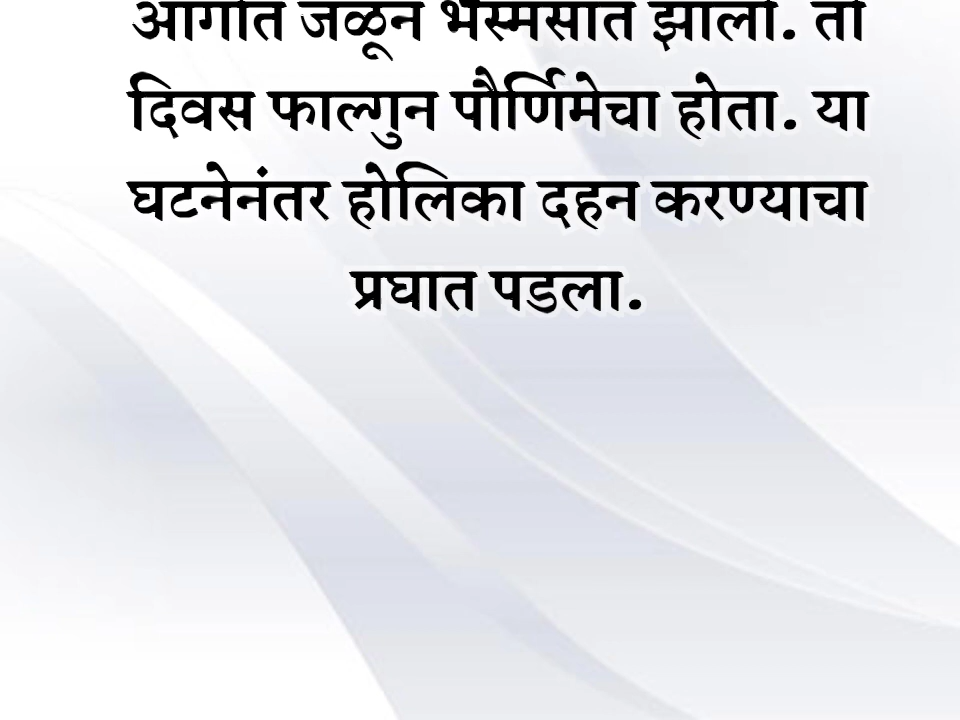 आगीत जळून भस्मसात झाली. तो
दिवस फाल्गुन पौर्णिमेचा होता. या
घटनेनंतर होलिका दहन करण्याचा
प्रघात पडला.